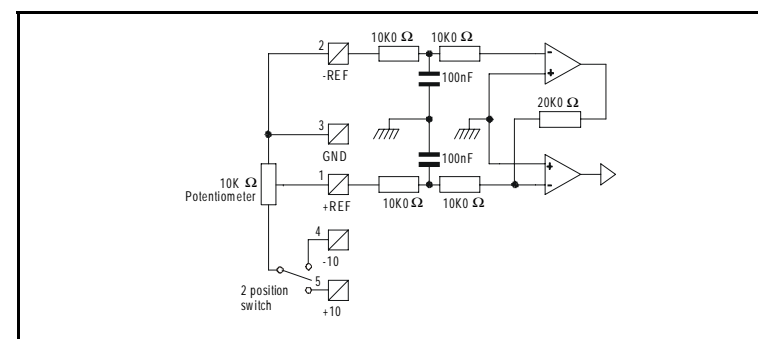 10K0 Ω 10K0 Ω
2
-REF
-
+
100nF
20K0 Ω
3
GND
100nF
+
-
10K Ω
Potentiometer
1
+REF
10K0 Ω 10K0 Ω
4
-10
5
2 position
switch
+10